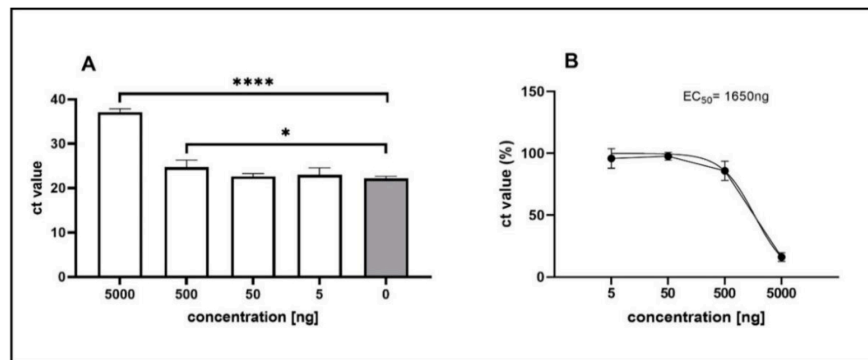 A
****
*
40
30
20
10
0
ct value
5000 500 50 5 0
concentration [ng]
B
EC50= 1650ng
150
100
50
0
ct value (%)
5 50 500 5000
concentration [ng]